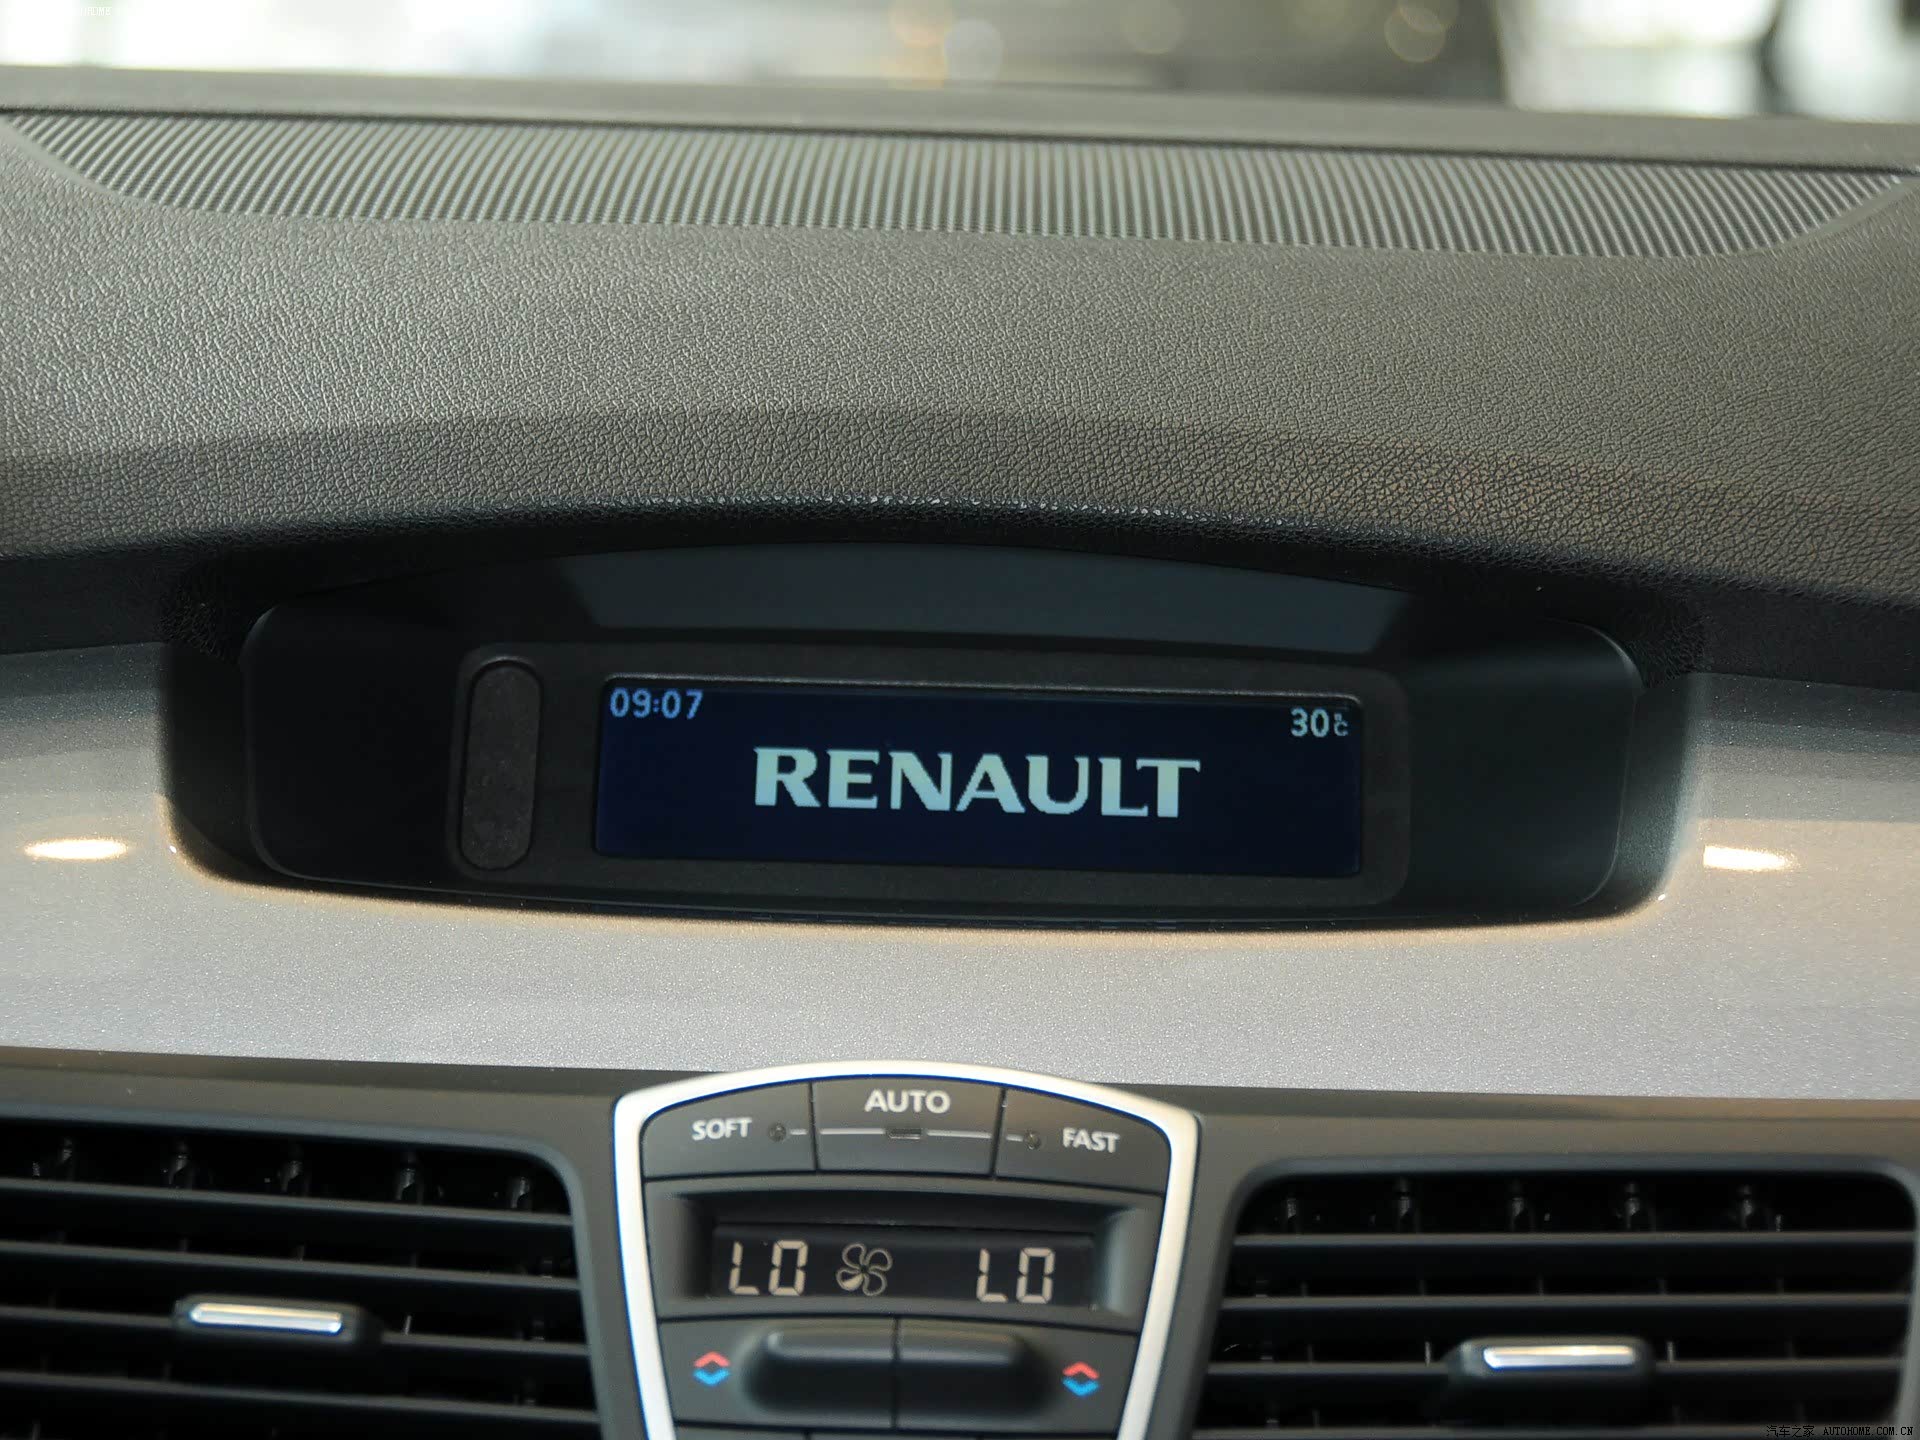 09:07
30°C
RENAULT
SOFT
AUTO
FAST
LO
LO
汽车之家 AUTOHOME.COM.CN